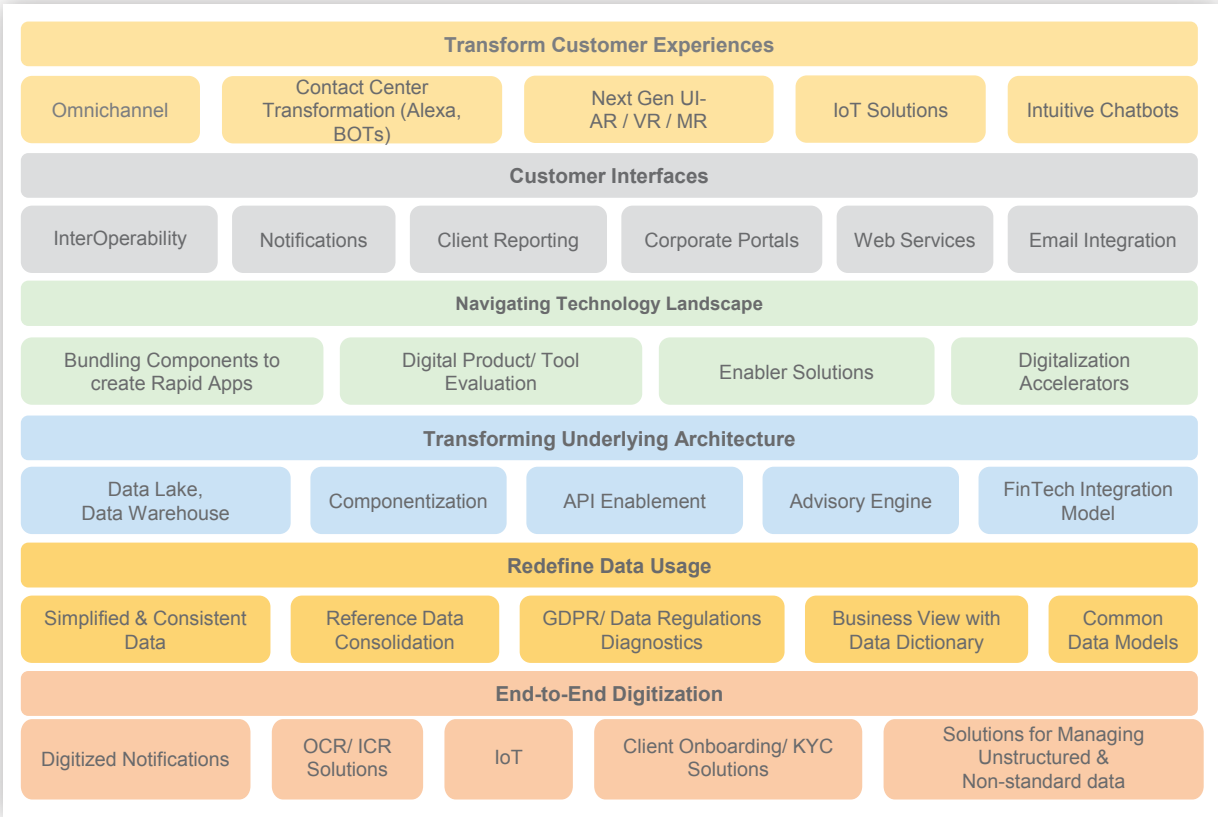 Transform Customer Experiences
Omnichannel
Contact Center
Transformation (Alexa,
BOTs)
Next Gen UI-
AR / VR / MR
IoT Solutions
Intuitive Chatbots
Customer Interfaces
InterOperability
Notifications
Client Reporting
Corporate Portals
Web Services
Email Integration
Navigating Technology Landscape
Bundling Components to
create Rapid Apps
Digital Product/ Tool
Evaluation
Enabler Solutions
Digitalization
Accelerators
Transforming Underlying Architecture
Data Lake,
Data Warehouse
Componentization
API Enablement
Advisory Engine
FinTech Integration
Model
Redefine Data Usage
Simplified & Consistent
Data
Reference Data
Consolidation
GDPR/ Data Regulations
Diagnostics
Business View with
Data Dictionary
Common
Data Models
End-to-End Digitization
Digitized Notifications
OCR/ ICR
Solutions
IoT
Client Onboarding/ KYC
Solutions
Solutions for Managing
Unstructured &
Non-standard data